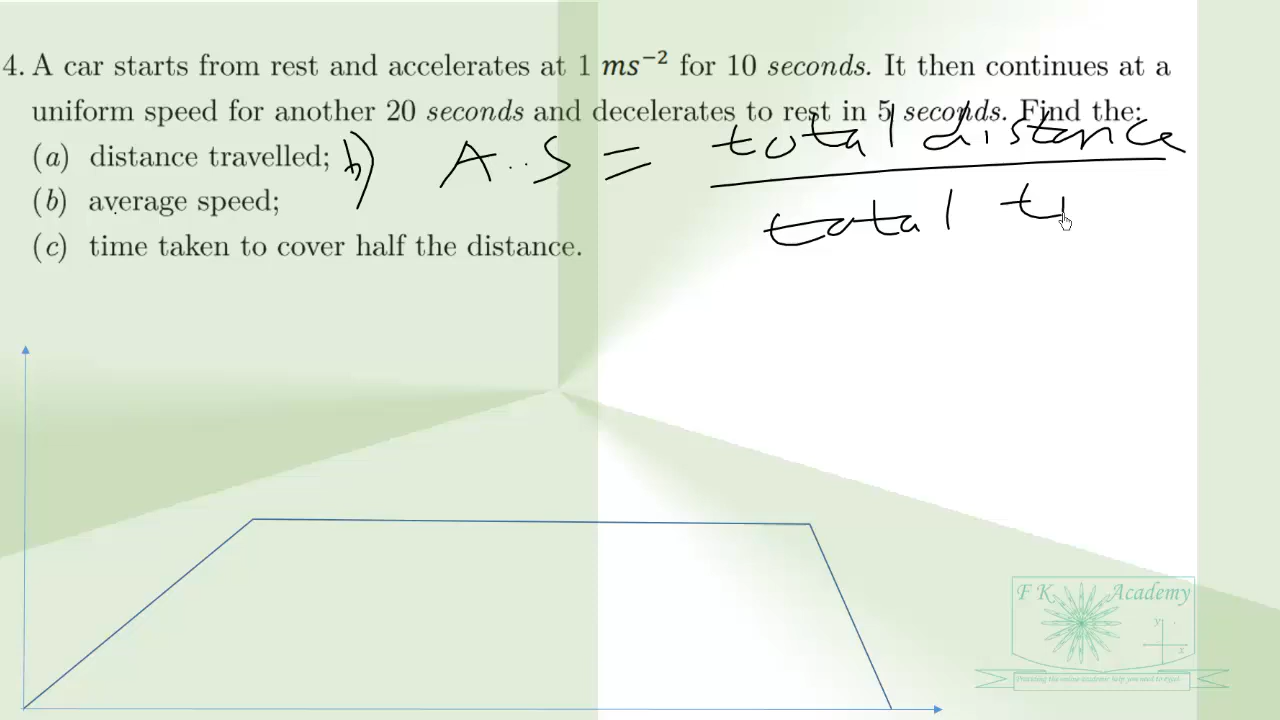 4. A car starts from rest and accelerates at 1 ms⁻² for 10 seconds. It then continues at a
uniform speed for another 20 seconds and decelerates to rest in 5 seconds. Find the:
(a) distance travelled;
(b) average speed;
(c) time taken to cover half the distance.
b) A.S = total distance
total ti
F K Academy
y
x